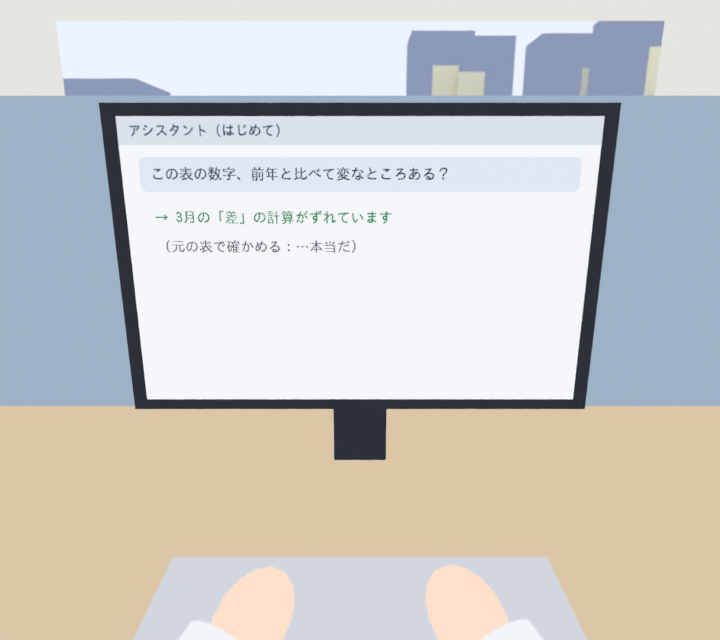 アシスタント（はじめて）
この表の数字、前年と比べて変なところある？
→ 3月の「差」の計算がずれています
（元の表で確かめる：…本当だ）